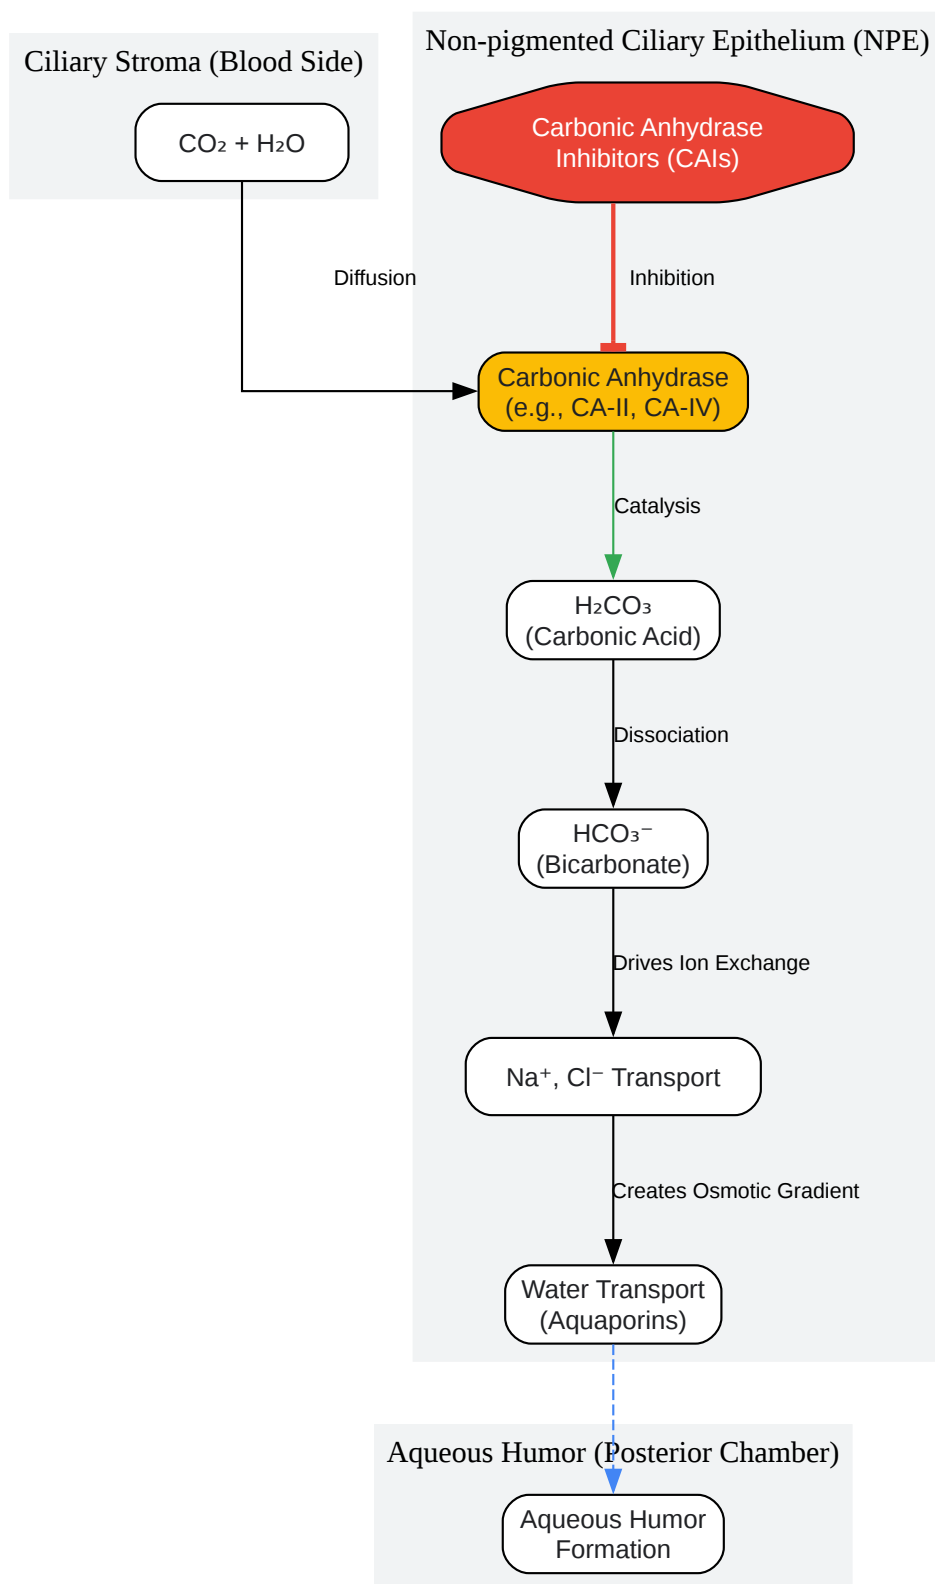 Ciliary Stroma (Blood Side)
CO₂ + H₂O
Non-pigmented Ciliary Epithelium (NPE)
Carbonic Anhydrase
Inhibitors (CAIs)
Diffusion
Inhibition
Carbonic Anhydrase
(e.g., CA-II, CA-IV)
Catalysis
H₂CO₃
(Carbonic Acid)
Dissociation
HCO₃⁻
(Bicarbonate)
Drives Ion Exchange
Na⁺, Cl⁻ Transport
Creates Osmotic Gradient
Water Transport
(Aquaporins)
Aqueous Humor (Posterior Chamber)
Aqueous Humor
Formation